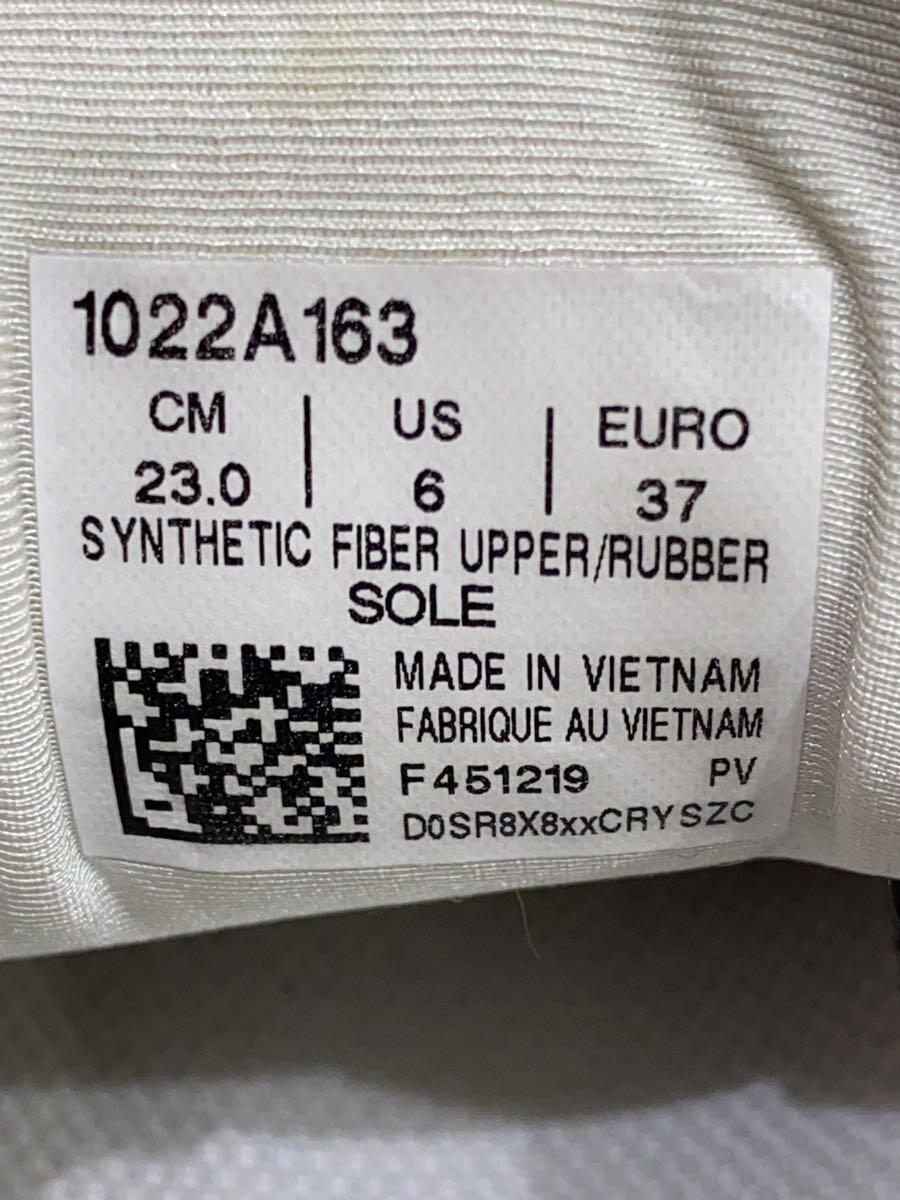 1022A163
CM | US | EURO
23.0 | 6 | 37
SYNTHETIC FIBER UPPER/RUBBER
SOLE
MADE IN VIETNAM
FABRIQUE AU VIETNAM
F451219 PV
D0SR8X8xxCRYSZC